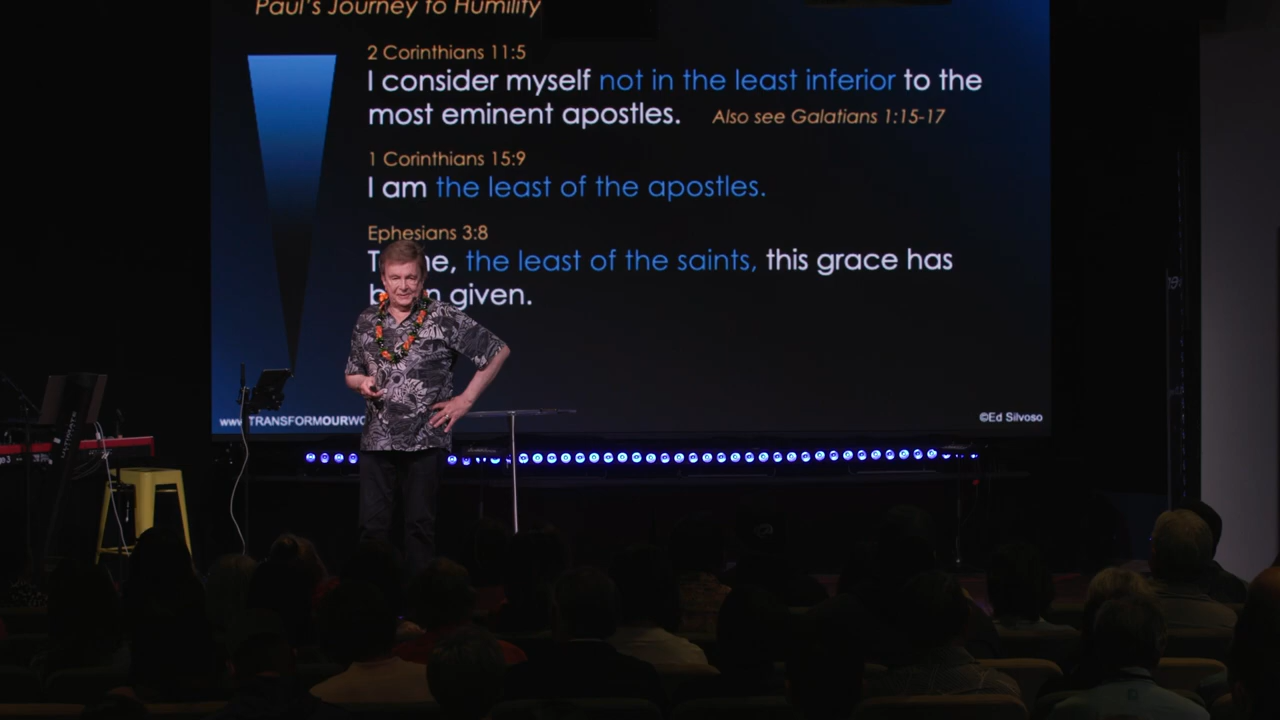 Paul's Journey to Humility
2 Corinthians 11:5
I consider myself not in the least inferior to the
most eminent apostles. Also see Galatians 1:15-17
1 Corinthians 15:9
I am the least of the apostles.
Ephesians 3:8
T me, the least of the saints, this grace has
b n given.
www.TRANSFORMOURWO ©Ed Silvoso